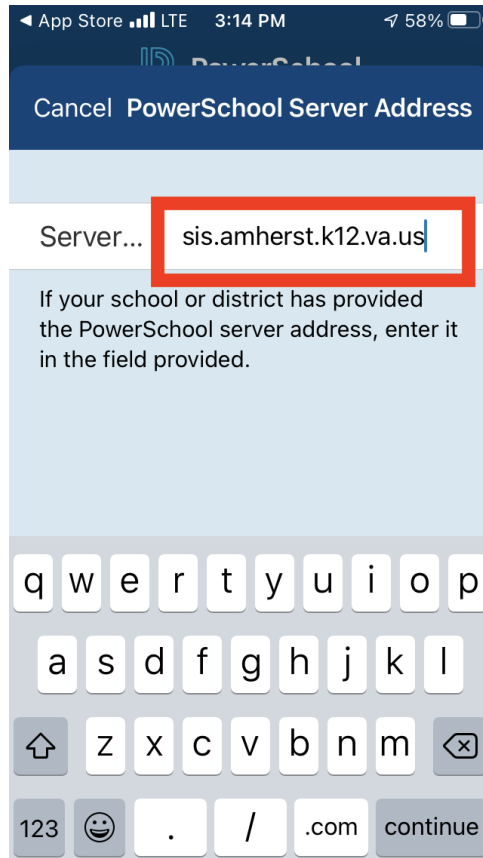 ◀ App Store LTE 3:14 PM 58%
PowerSchool
Cancel PowerSchool Server Address
Server... sis.amherst.k12.va.us
If your school or district has provided
the PowerSchool server address, enter it
in the field provided.
q w e r t y u i o p
a s d f g h j k l
z x c v b n m
123 . / .com continue